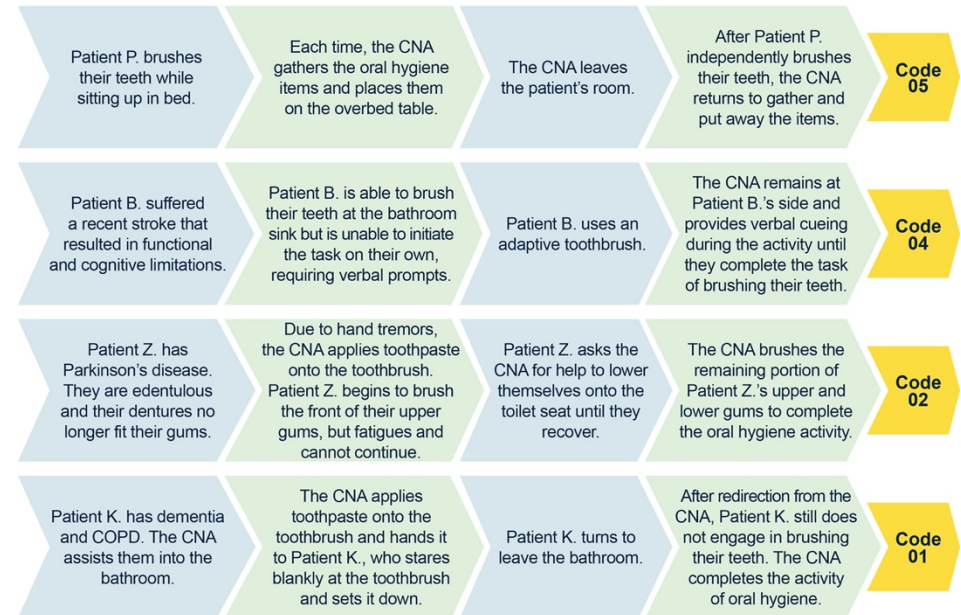 Patient P. brushes
their teeth while
sitting up in bed.
Each time, the CNA
gathers the oral hygiene
items and places them
on the overbed table.
The CNA leaves
the patient's room.
After Patient P.
independently brushes
their teeth, the CNA
returns to gather and
put away the items.
Code
05
Patient B. suffered
a recent stroke that
resulted in functional
and cognitive limitations.
Patient B. is able to brush
their teeth at the bathroom
sink but is unable to initiate
the task on their own,
requiring verbal prompts.
Patient B. uses an
adaptive toothbrush.
The CNA remains at
Patient B.'s side and
provides verbal cueing
during the activity until
they complete the task
of brushing their teeth.
Code
04
Patient Z. has
Parkinson's disease.
They are edentulous
and their dentures no
longer fit their gums.
Due to hand tremors,
the CNA applies toothpaste
onto the toothbrush.
Patient Z. begins to brush
the front of their upper
gums, but fatigues and
cannot continue.
Patient Z. asks the
CNA for help to lower
themselves onto the
toilet seat until they
recover.
The CNA brushes the
remaining portion of
Patient Z.'s upper and
lower gums to complete
the oral hygiene activity.
Code
02
Patient K. has dementia
and COPD. The CNA
assists them into the
bathroom.
The CNA applies
toothpaste onto the
toothbrush and hands it
to Patient K., who stares
blankly at the toothbrush
and sets it down.
Patient K. turns to
leave the bathroom.
After redirection from the
CNA, Patient K. still does
not engage in brushing
their teeth. The CNA
completes the activity
of oral hygiene.
Code
01